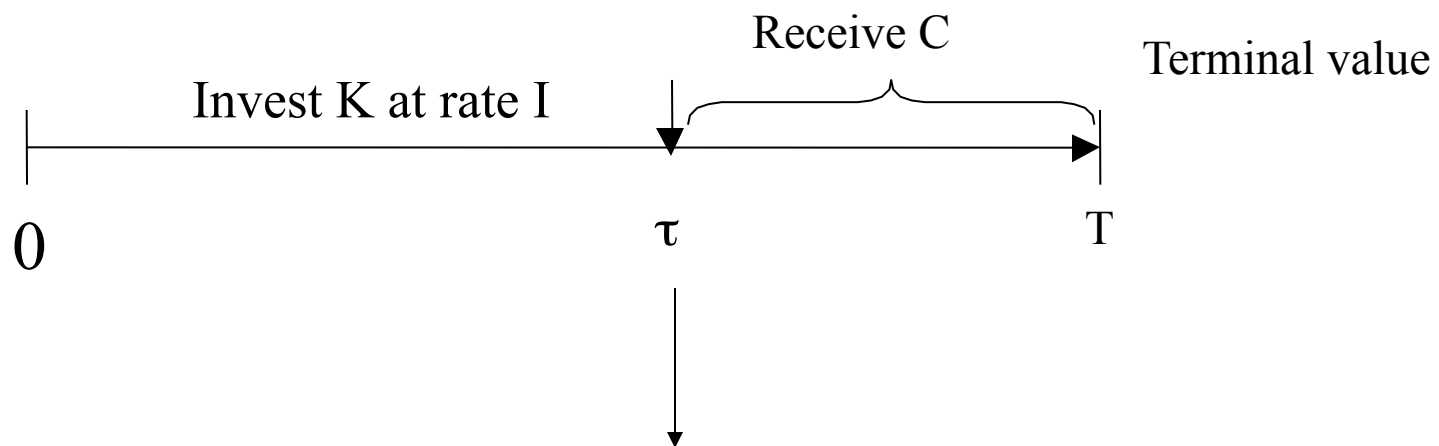 Receive C
Terminal value
Invest K at rate I
0
τ
T